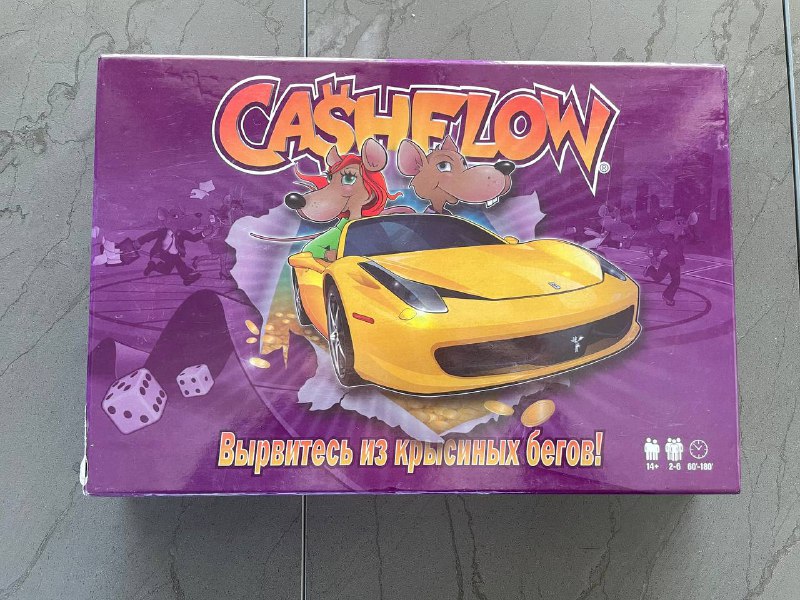 CA$HFLOW®
Вырвитесь из крысиных бегов!
14+ 2-6 60'-180'